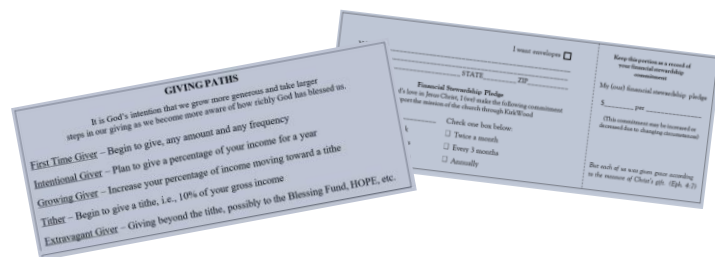 GIVING PATHS
It is God's intention that we grow more generous and take larger
steps in our giving as we become more aware of how richly God has blessed us.
First Time Giver – Begin to give, any amount and any frequency
Intentional Giver – Plan to give a percentage of your income for a year
Growing Giver – Increase your percentage of income moving toward a tithe
Tither – Begin to give a tithe, i.e., 10% of your gross income
Extravagant Giver – Giving beyond the tithe, possibly to the Blessing Fund, HOPE, etc.
I want envelopes
STATE ZIP
Financial Stewardship Pledge
love in Jesus Christ, I (we) make the following commitment
port the mission of the church through KirkWood
Check one box below:
Twice a month
Every 3 months
Annually
Keep this portion as a record of
your financial stewardship
commitment
My (our) financial stewardship pledge
$ per
(This commitment may be increased or
decreased due to changing circumstances)
But each of us was given grace according
to the measure of Christ's gift. (Eph. 4:7)